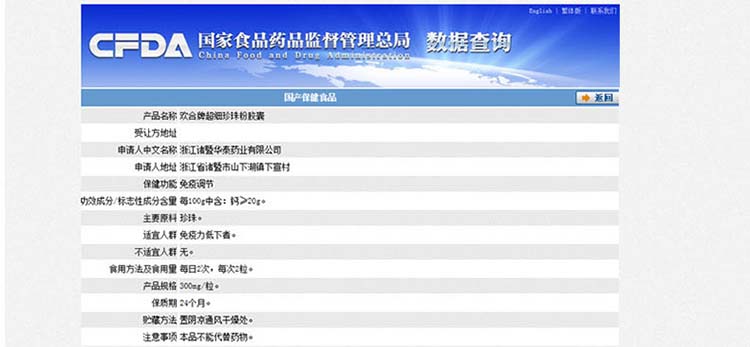 English | 繁体版 | 联系我们
CFDA 国家食品药品监督管理总局 数据查询
China Food and Drug Administration
国产保健食品 返回
产品名称 欢合牌超细珍珠粉胶囊
受让方地址
申请人中文名称 浙江诸暨华泰药业有限公司
申请人地址 浙江省诸暨市山下湖镇下宣村
保健功能 免疫调节
功效成分/标志性成分含量 每100g中含：钙≥20g。
主要原料 珍珠。
适宜人群 免疫力低下者。
不适宜人群 无。
食用方法及食用量 每日2次，每次2粒。
产品规格 300mg/粒。
保质期 24个月。
贮藏方法 置阴凉通风干燥处。
注意事项 本品不能代替药物。